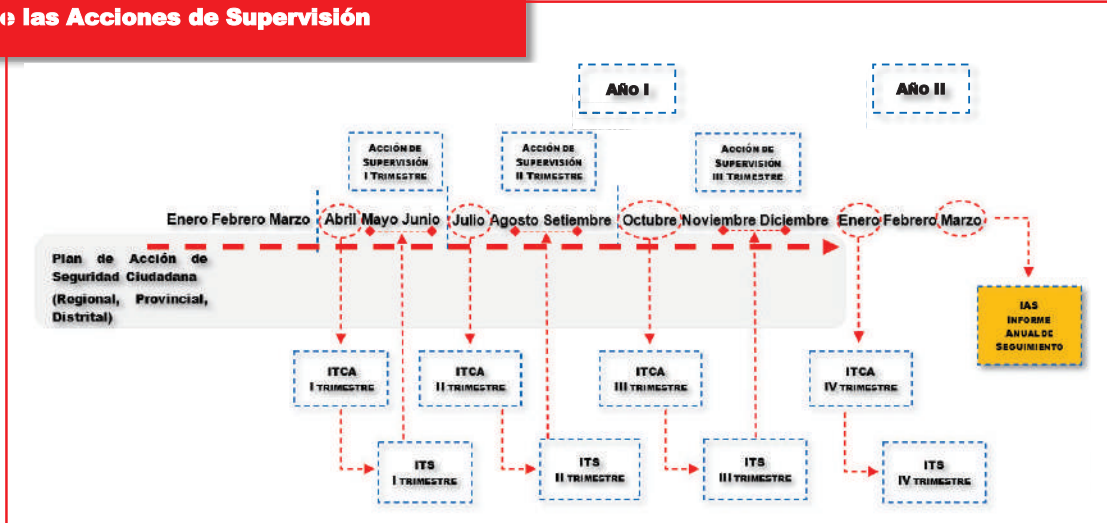 e las Acciones de Supervisión
Año I
Año II
Acción de
Supervisión
I Trimestre
Acción de
Supervisión
II Trimestre
Acción de
Supervisión
III Trimestre
Enero Febrero Marzo Abril Mayo Junio Julio Agosto Setiembre Octubre Noviembre Diciembre Enero Febrero Marzo
Plan de Acción de
Seguridad Ciudadana
(Regional, Provincial,
Distrital)
IAS
Informe
Anual de
Seguimiento
ITCA
I Trimestre
ITCA
II Trimestre
ITCA
III Trimestre
ITCA
IV Trimestre
ITS
I Trimestre
ITS
II Trimestre
ITS
III Trimestre
ITS
IV Trimestre